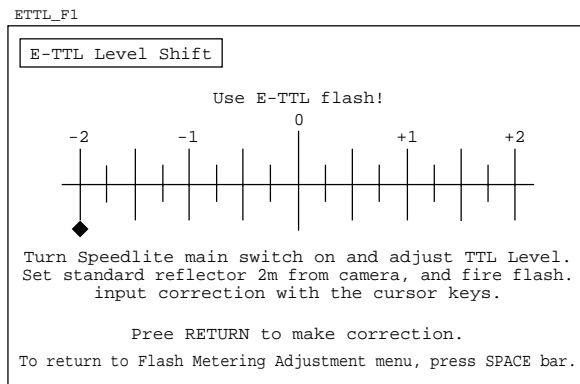 ETTL_F1
E-TTL Level Shift
Use E-TTL flash!
0
-2 -1 +1 +2
Turn Speedlite main switch on and adjust TTL Level.
Set standard reflector 2m from camera, and fire flash.
input correction with the cursor keys.
Pree RETURN to make correction.
To return to Flash Metering Adjustment menu, press SPACE bar.